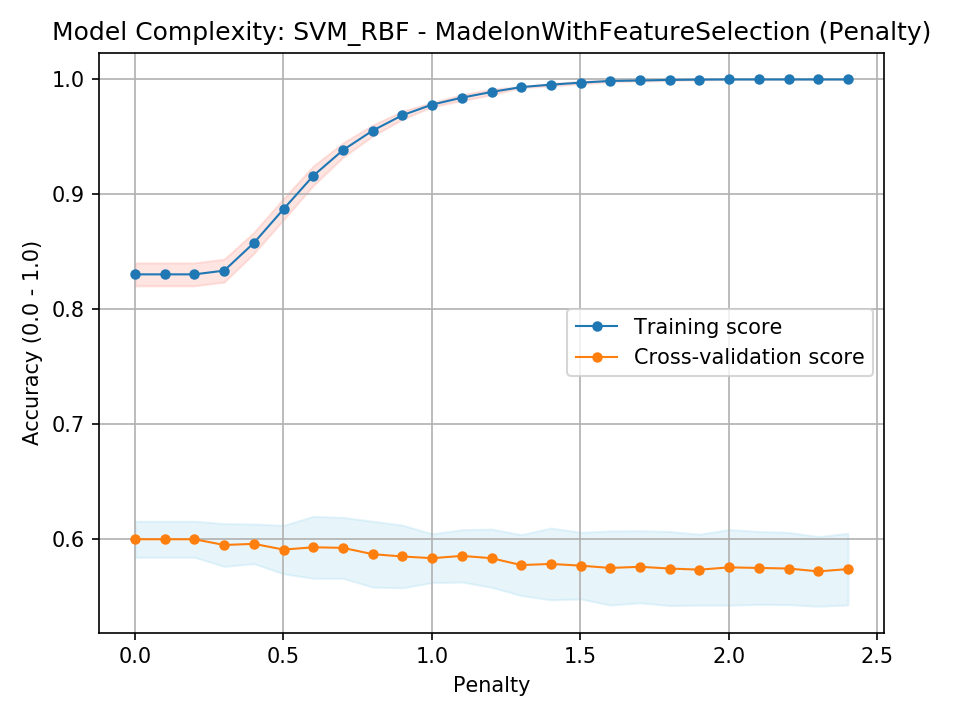 Model Complexity: SVM_RBF - MadelonWithFeatureSelection (Penalty)
1.0
0.9
0.8
0.7
0.6
Accuracy (0.0 - 1.0)
Training score
Cross-validation score
0.0 0.5 1.0 1.5 2.0 2.5
Penalty